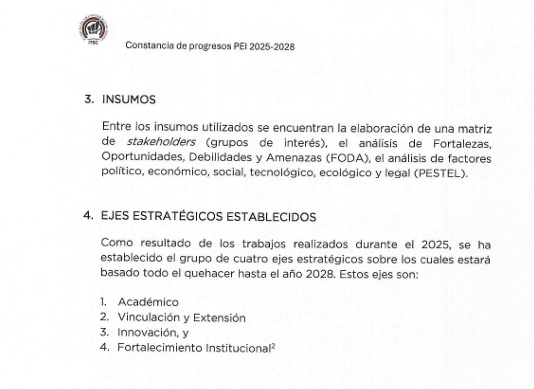 ITSC
Constancia de progresos PEI 2025-2028
3. INSUMOS
Entre los insumos utilizados se encuentran la elaboración de una matriz
de stakeholders (grupos de interés), el análisis de Fortalezas,
Oportunidades, Debilidades y Amenazas (FODA), el análisis de factores
político, económico, social, tecnológico, ecológico y legal (PESTEL).
4. EJES ESTRATÉGICOS ESTABLECIDOS
Como resultado de los trabajos realizados durante el 2025, se ha
establecido el grupo de cuatro ejes estratégicos sobre los cuales estará
basado todo el quehacer hasta el año 2028. Estos ejes son:
1. Académico
2. Vinculación y Extensión
3. Innovación, y
4. Fortalecimiento Institucional²